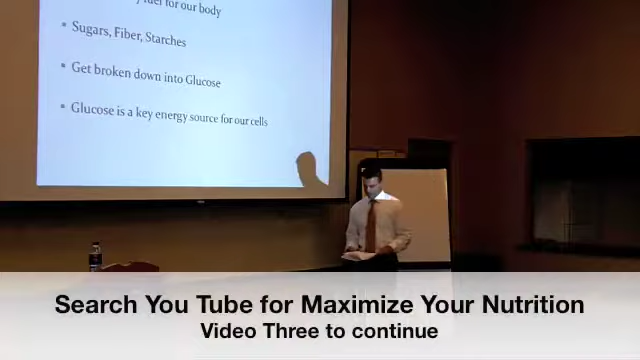 fuel for our body
• Sugars, Fiber, Starches
• Get broken down into Glucose
• Glucose is a key energy source for our cells
Search You Tube for Maximize Your Nutrition
Video Three to continue